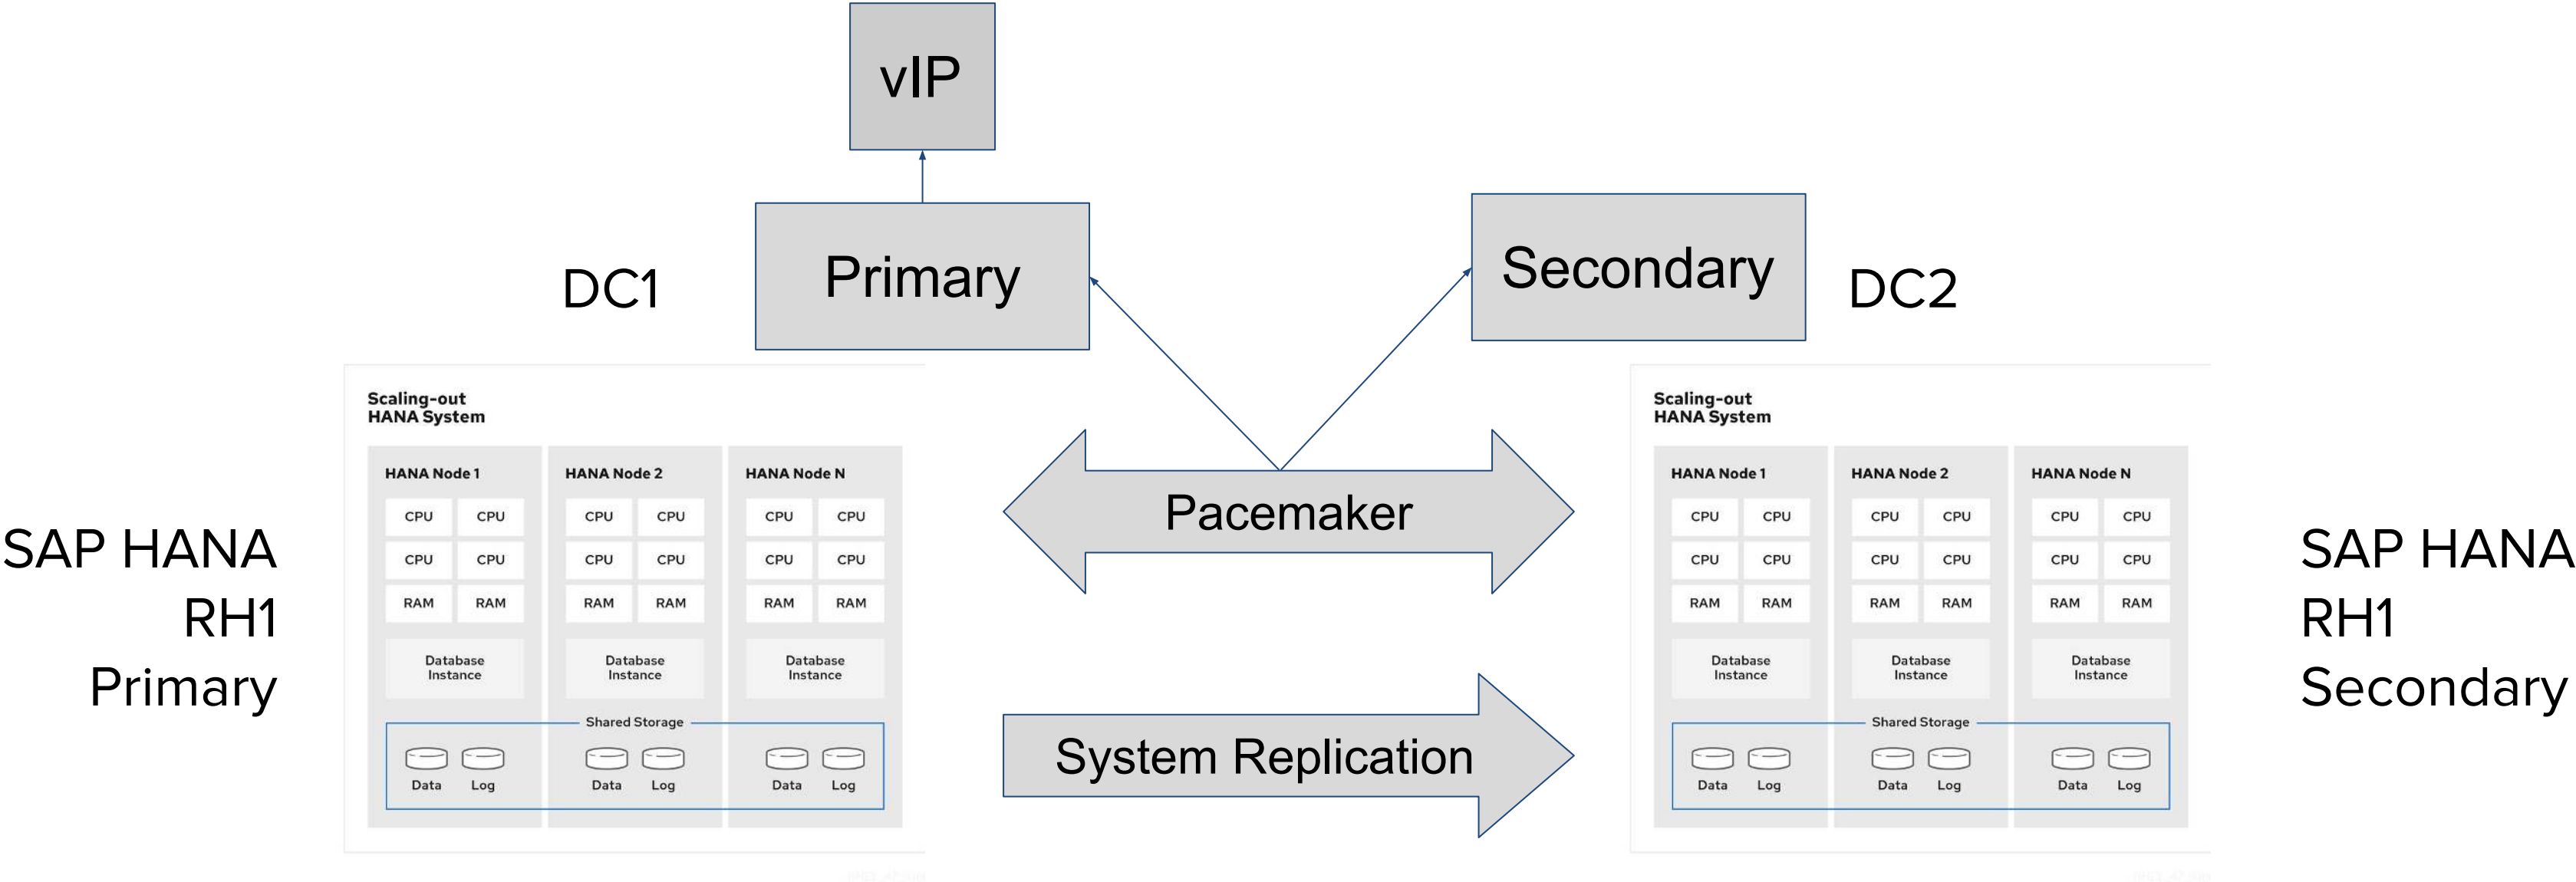 vIP
DC1
Primary
Secondary
DC2
Scaling-out
HANA System
HANA Node 1
HANA Node 2
HANA Node N
CPU CPU CPU CPU CPU CPU
CPU CPU CPU CPU CPU CPU
RAM RAM RAM RAM RAM RAM
Database
Instance
Database
Instance
Database
Instance
Shared Storage
Data Log Data Log Data Log
SAP HANA
RH1
Primary
Pacemaker
System Replication
Scaling-out
HANA System
HANA Node 1
HANA Node 2
HANA Node N
CPU CPU CPU CPU CPU CPU
CPU CPU CPU CPU CPU CPU
RAM RAM RAM RAM RAM RAM
Database
Instance
Database
Instance
Database
Instance
Shared Storage
Data Log Data Log Data Log
SAP HANA
RH1
Secondary